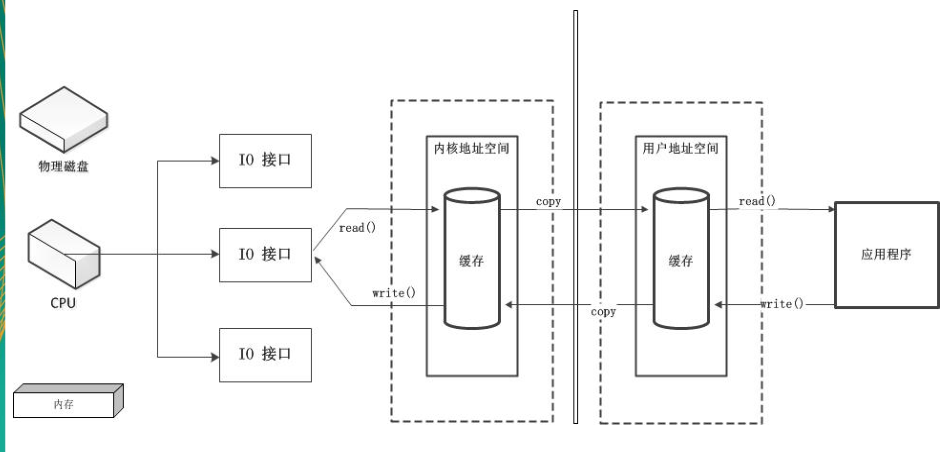 物理磁盘
CPU
内存
IO 接口
IO 接口
IO 接口
read()
write()
内核地址空间
缓存
copy
copy
用户地址空间
缓存
read()
write()
应用程序